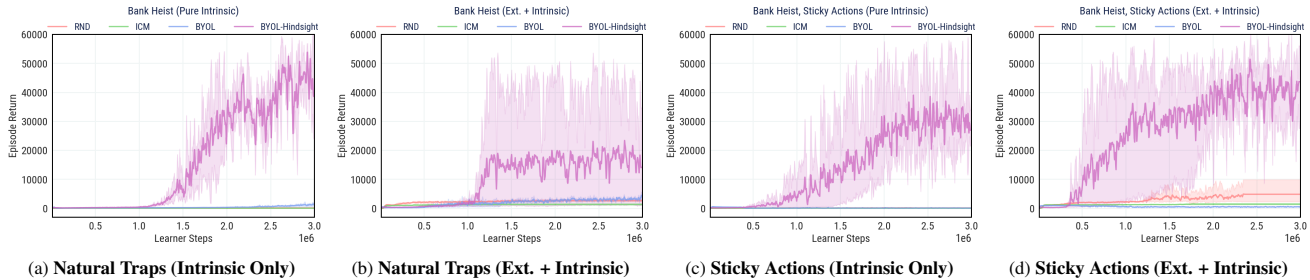 Bank Heist (Pure Intrinsic)
RND ICM BYOL BYOL-Hindsight
60000
50000
40000
30000
20000
10000
0
Episode Return
0.5 1.0 1.5 2.0 2.5 3.0
Learner Steps
1e6
(a) Natural Traps (Intrinsic Only)
Bank Heist (Ext. + Intrinsic)
RND ICM BYOL BYOL-Hindsight
60000
50000
40000
30000
20000
10000
0
Episode Return
0.5 1.0 1.5 2.0 2.5 3.0
Learner Steps
1e6
(b) Natural Traps (Ext. + Intrinsic)
Bank Heist, Sticky Actions (Pure Intrinsic)
RND ICM BYOL BYOL-Hindsight
60000
50000
40000
30000
20000
10000
0
Episode Return
0.5 1.0 1.5 2.0 2.5 3.0
Learner Steps
1e6
(c) Sticky Actions (Intrinsic Only)
Bank Heist, Sticky Actions (Ext. + Intrinsic)
RND ICM BYOL BYOL-Hindsight
60000
50000
40000
30000
20000
10000
0
Episode Return
0.5 1.0 1.5 2.0 2.5 3.0
Learner Steps
1e6
(d) Sticky Actions (Ext. + Intrinsic)